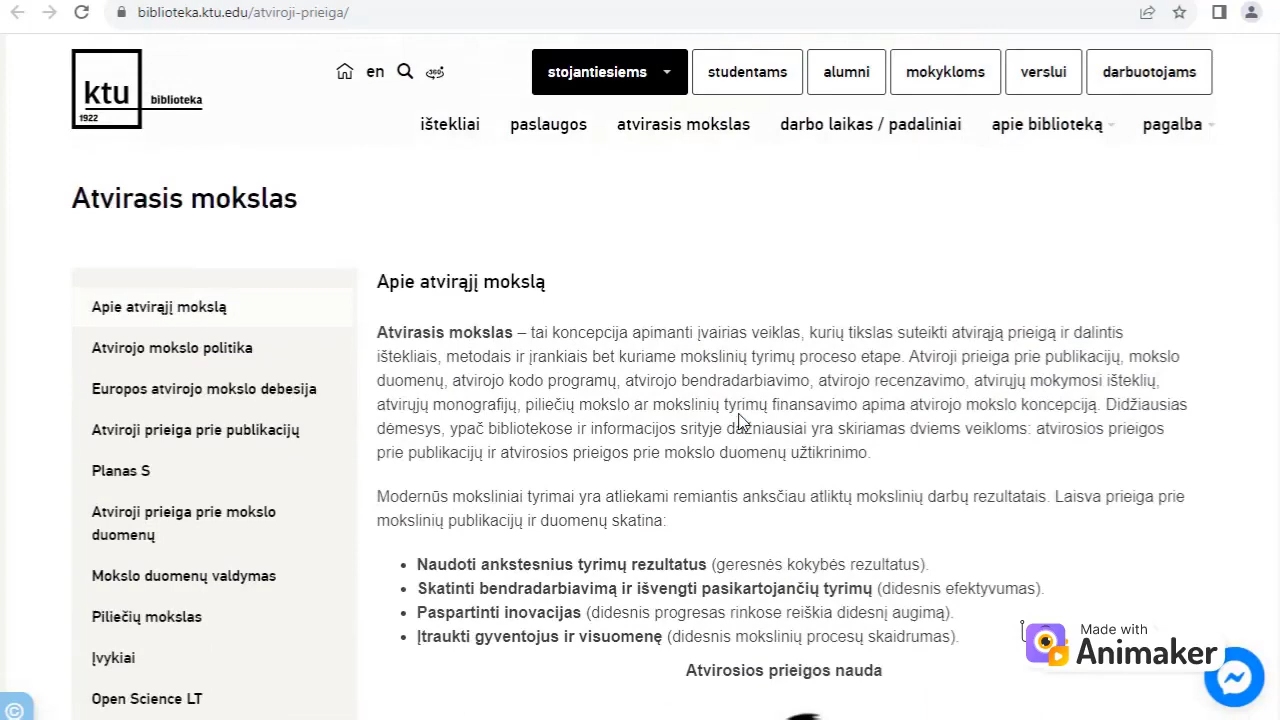 biblioteka.ktu.edu/atviroji-prieiga/
ktu
1922
biblioteka
en
360
stojantiesiems
studentams
alumni
mokykloms
verslui
darbuotojams
ištekliai
paslaugos
atvirasis mokslas
darbo laikas / padaliniai
apie biblioteką
pagalba
Atvirasis mokslas
Apie atvirąjį mokslą
Atvirojo mokslo politika
Europos atvirojo mokslo debesija
Atviroji prieiga prie publikacijų
Planas S
Atviroji prieiga prie mokslo
duomenų
Mokslo duomenų valdymas
Piliečių mokslas
Įvykiai
Open Science LT
Apie atvirąjį mokslą
Atvirasis mokslas – tai koncepcija apimanti įvairias veiklas, kurių tikslas suteikti atvirąją prieigą ir dalintis
ištekliais, metodais ir įrankiais bet kuriame mokslinių tyrimų proceso etape. Atviroji prieiga prie publikacijų, mokslo
duomenų, atvirojo kodo programų, atvirojo bendradarbiavimo, atvirojo recenzavimo, atvirųjų mokymosi išteklių,
atvirųjų monografijų, piliečių mokslo ar mokslinių tyrimų finansavimo apima atvirojo mokslo koncepciją. Didžiausias
dėmesys, ypač bibliotekose ir informacijos srityje dažniausiai yra skiriamas dviems veikloms: atvirosios prieigos
prie publikacijų ir atvirosios prieigos prie mokslo duomenų užtikrinimo.
Modernūs moksliniai tyrimai yra atliekami remiantis anksčiau atliktų mokslinių darbų rezultatais. Laisva prieiga prie
mokslinių publikacijų ir duomenų skatina:
• Naudoti ankstesnius tyrimų rezultatus (geresnės kokybės rezultatus).
• Skatinti bendradarbiavimą ir išvengti pasikartojančių tyrimų (didesnis efektyvumas).
• Paspartinti inovacijas (didesnis progresas rinkose reiškia didesnį augimą).
• Įtraukti gyventojus ir visuomenę (didesnis mokslinių procesų skaidrumas).
Atvirosios prieigos nauda
Made with
Animaker